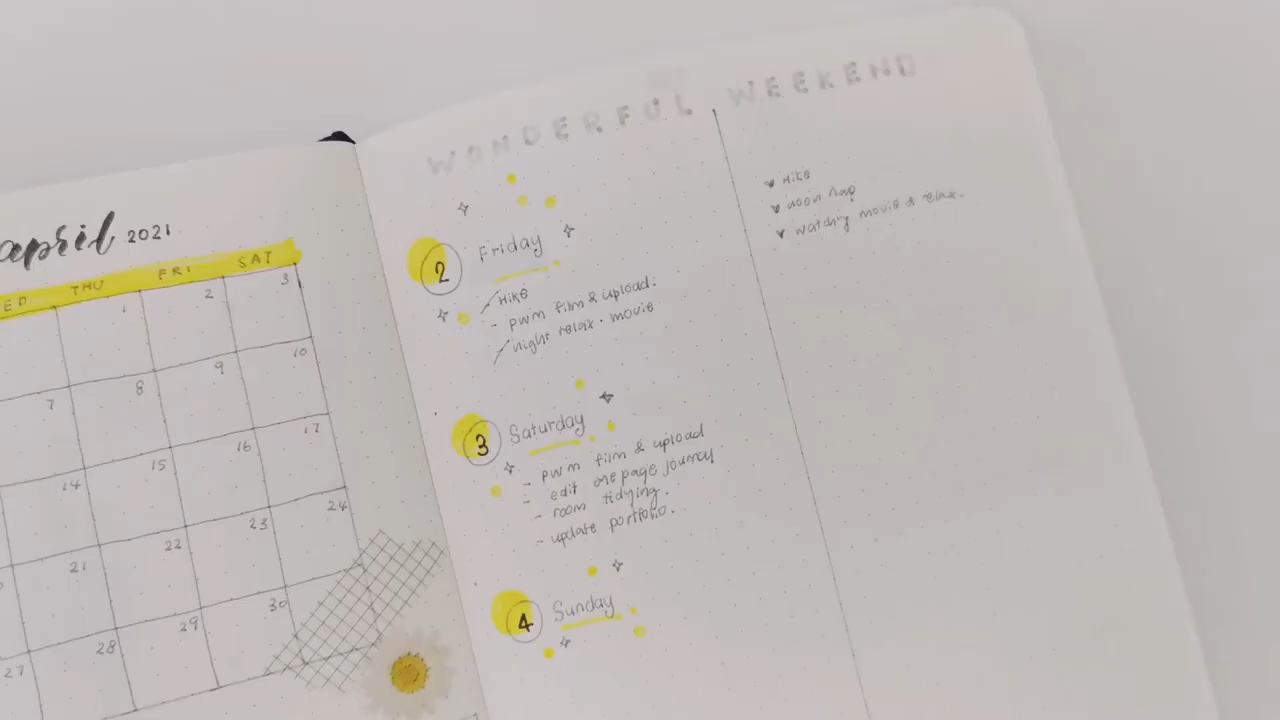 april 2021
ED THU FRI SAT
1 2 3
7 8 9 10
14 15 16 17
21 22 23 24
27 28 29 30
WONDERFUL WEEKEND
2 Friday
/ Hike
- pwm film & upload.
/ night relax. movie
3 Saturday
- pwm film & upload
- edit one page journey
- room tidying.
- update portfolio.
4 Sunday
Hike
noon nap
watching movie & relax.